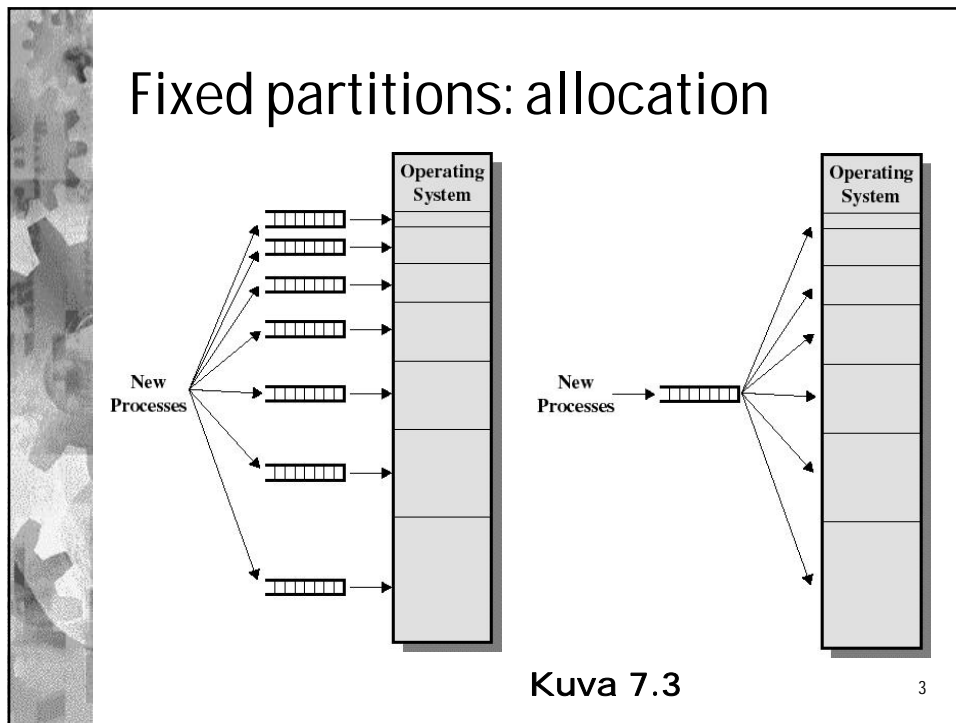 Fixed partitions: allocation
Operating
System
New
Processes
Operating
System
New
Processes
Kuva 7.3
3